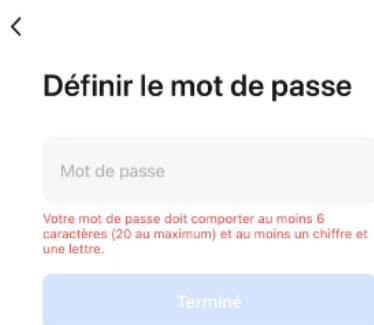 Définir le mot de passe
Mot de passe
Votre mot de passe doit comporter au moins 6
caractères (20 au maximum) et au moins un chiffre et
une lettre.
Terminé